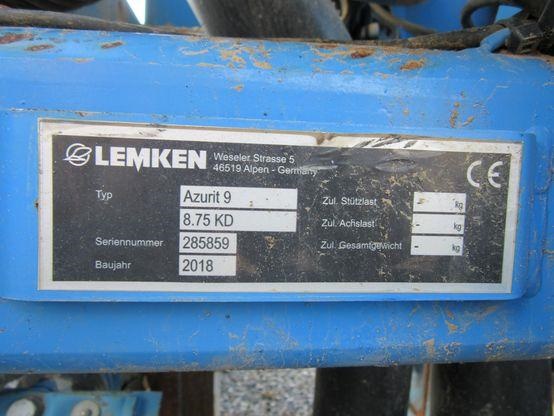 LEMKEN Weseler Strasse 5
46519 Alpen - Germany
CE
Typ Azurit 9
8.75 KD
Seriennummer 285859
Baujahr 2018
Zul. Stützlast - kg
Zul. Achslast - kg
Zul. Gesamtgewicht - kg